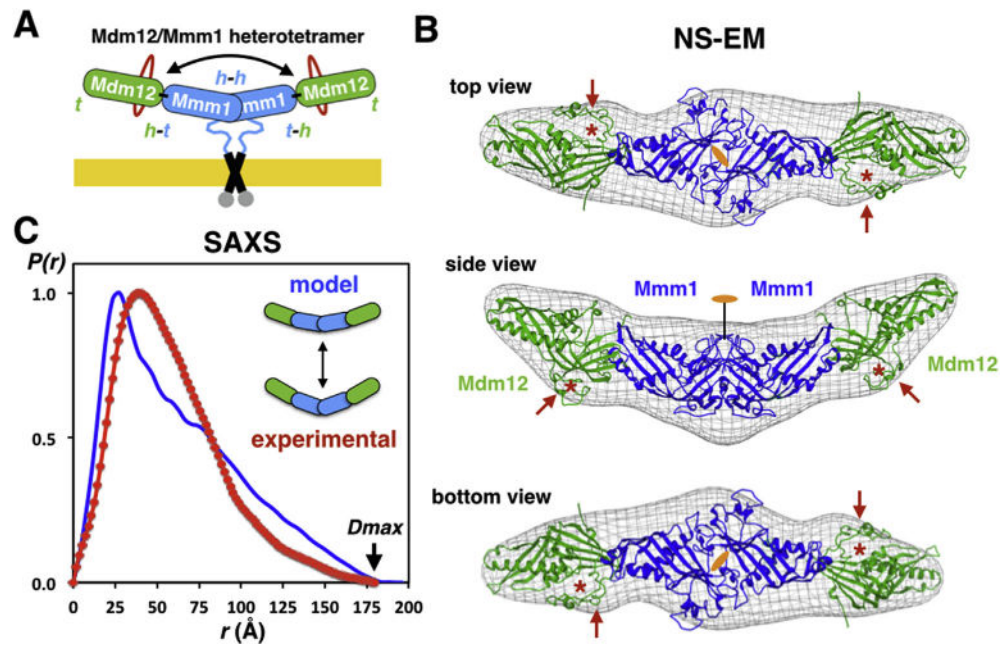 A
Mdm12/Mmm1 heterotetramer
h-h
Mdm12
Mmm1
mm1
Mdm12
t
h-t
t-h
t
B
NS-EM
top view
*
*
side view
Mmm1
Mmm1
Mdm12
*
*
Mdm12
bottom view
*
*
C
SAXS
P(r)
1.0
0.5
0.0
model
experimental
Dmax
0 25 50 75 100 125 150 175 200
r (Å)